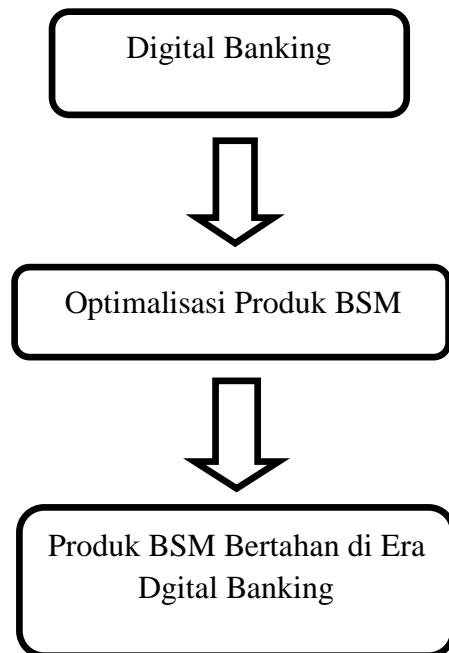 Digital Banking
Optimalisasi Produk BSM
Produk BSM Bertahan di Era
Dgital Banking